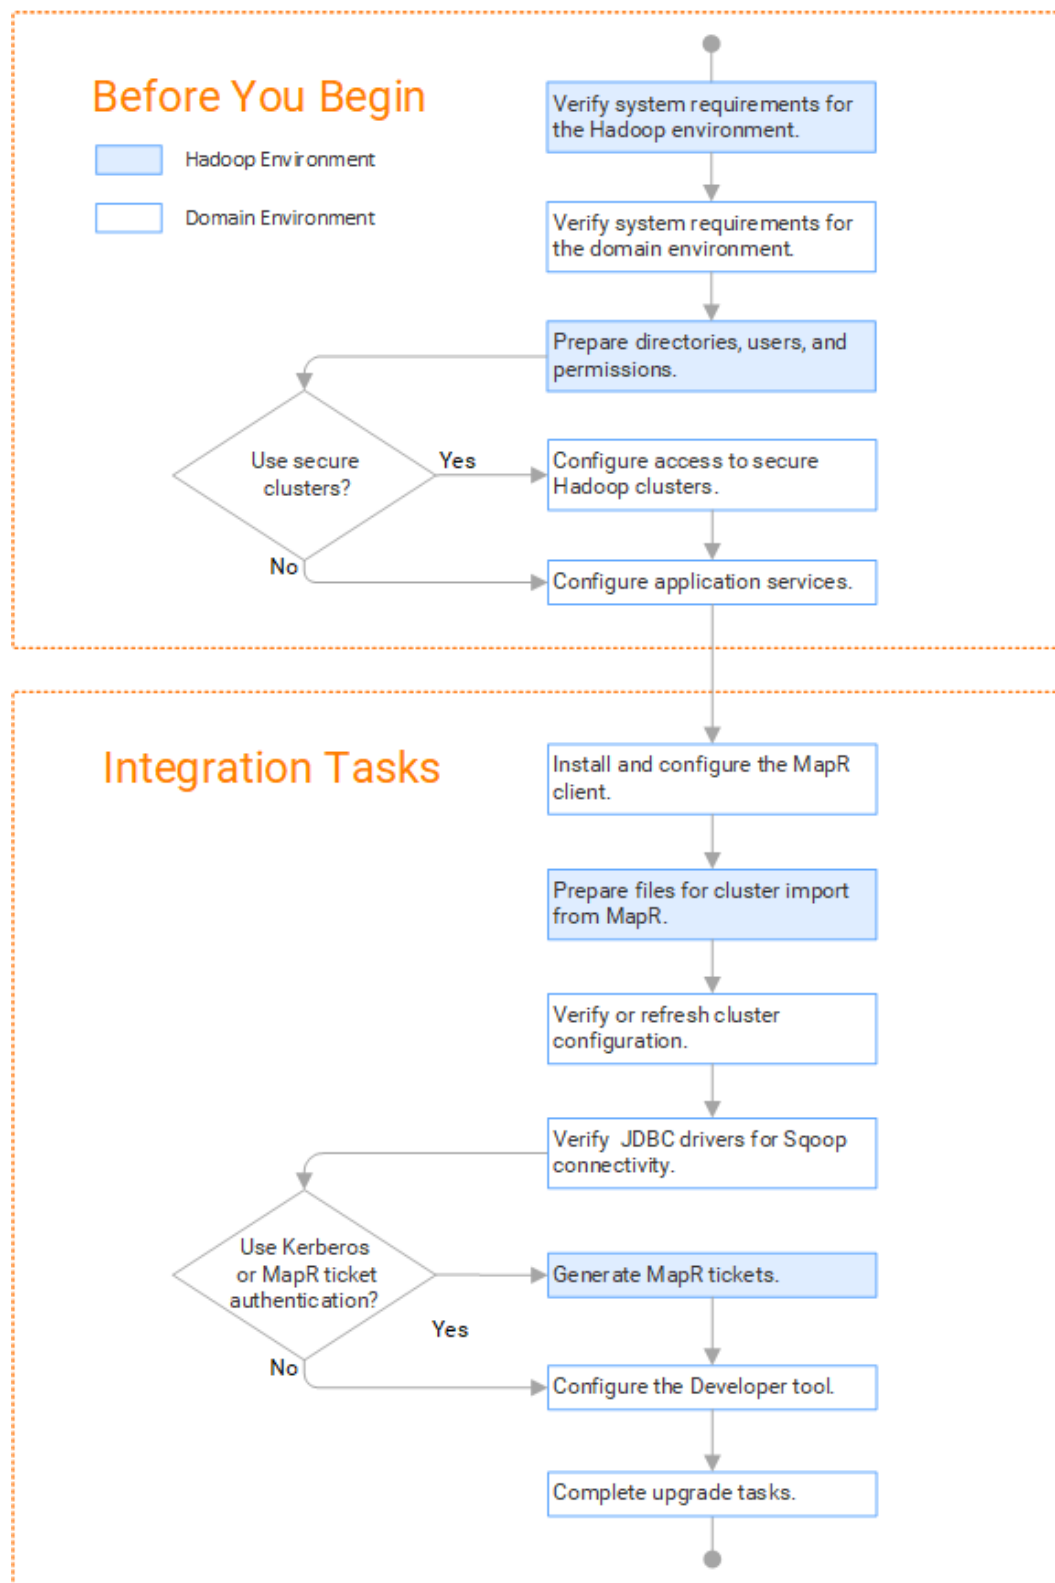 Before You Begin
Hadoop Environment
Domain Environment
Verify system requirements for
the Hadoop environment.
Verify system requirements for
the domain environment.
Prepare directories, users, and
permissions.
Use secure
clusters?
Yes
No
Configure access to secure
Hadoop clusters.
Configure application services.
Integration Tasks
Install and configure the MapR
client.
Prepare files for cluster import
from MapR.
Verify or refresh cluster
configuration.
Verify JDBC drivers for Sqoop
connectivity.
Use Kerberos
or MapR ticket
authentication?
Yes
No
Generate MapR tickets.
Configure the Developer tool.
Complete upgrade tasks.